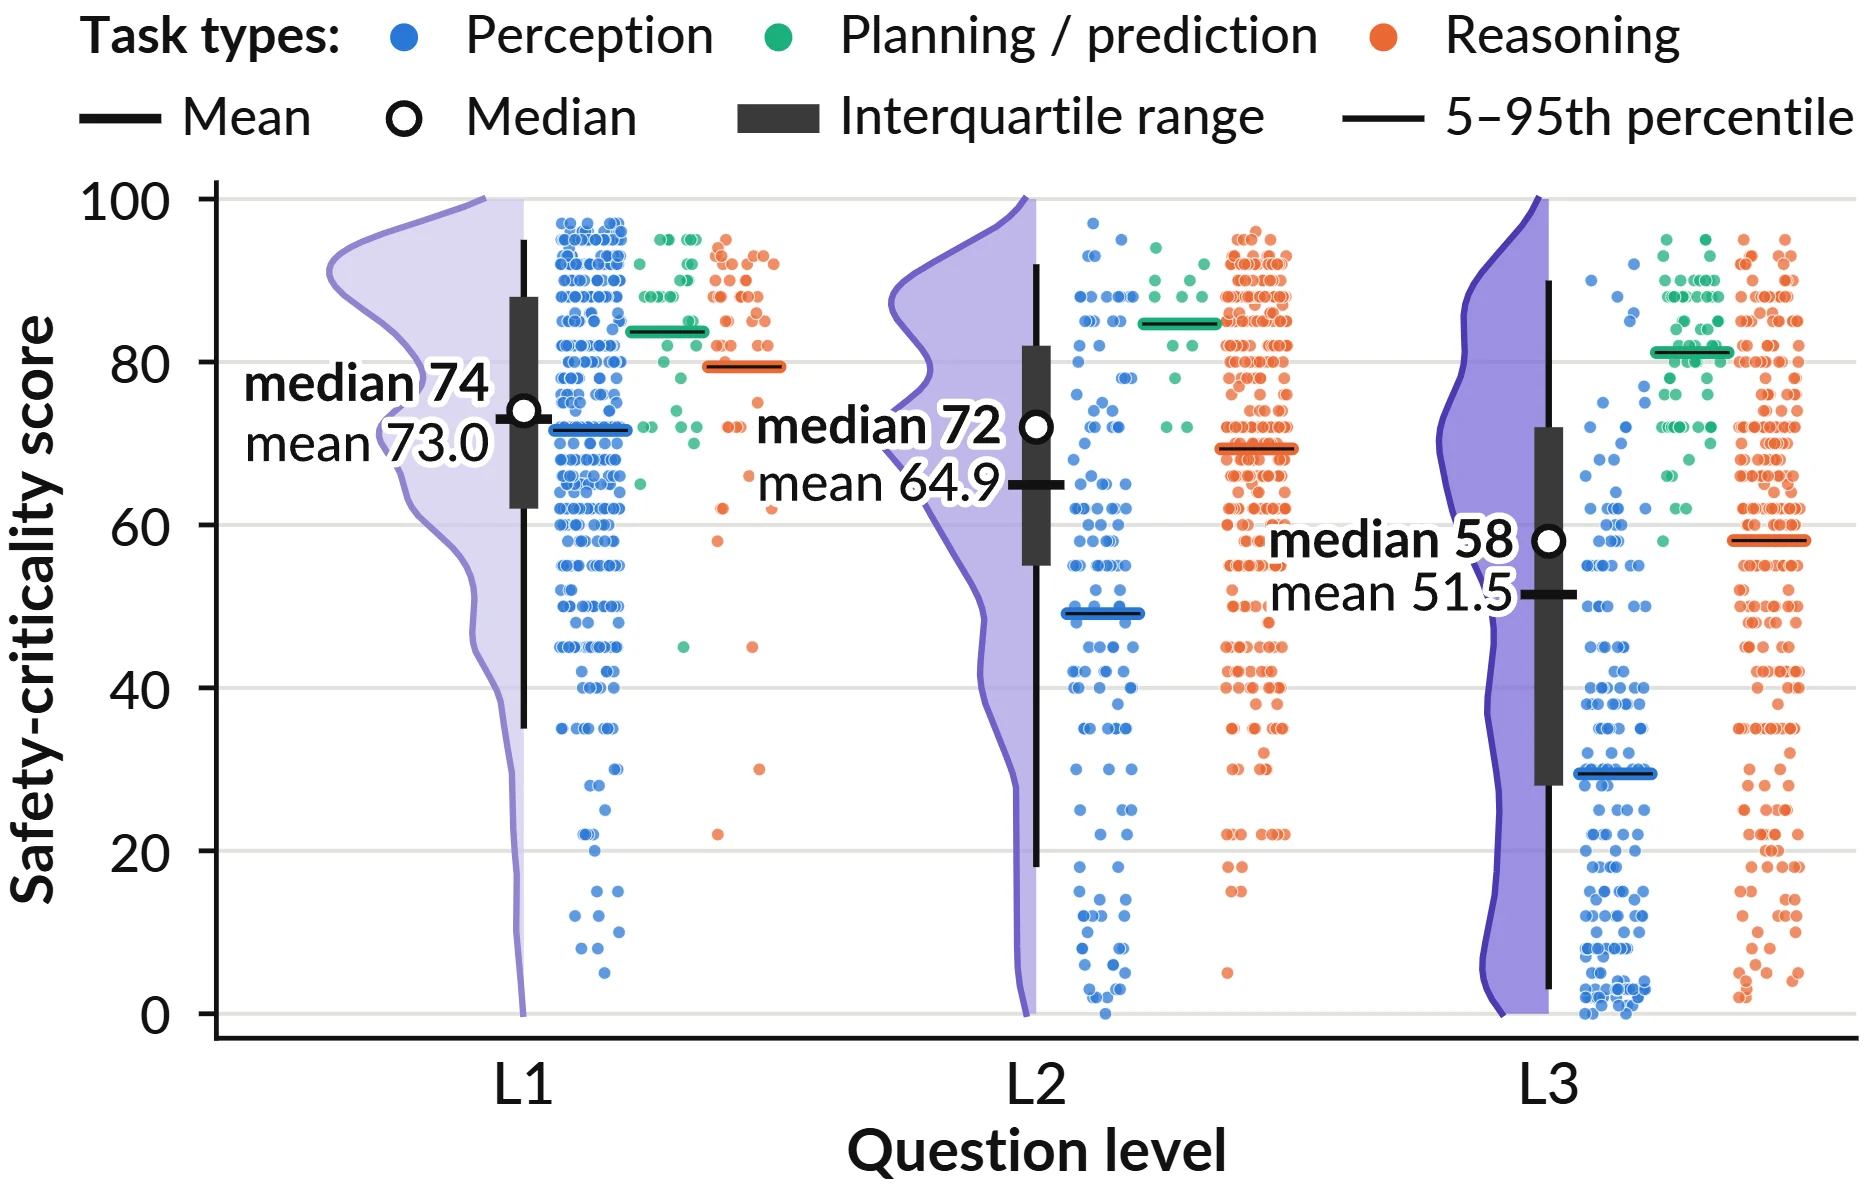 Task types: Perception Planning / prediction Reasoning
Mean Median Interquartile range 5–95th percentile
Safety-criticality score
100
80
60
40
20
0
median 74
mean 73.0
median 72
mean 64.9
median 58
mean 51.5
L1 L2 L3
Question level